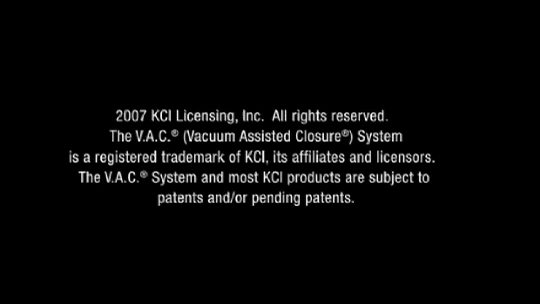 2007 KCI Licensing, Inc. All rights reserved.
The V.A.C.® (Vacuum Assisted Closure®) System
is a registered trademark of KCI, its affiliates and licensors.
The V.A.C.® System and most KCI products are subject to
patents and/or pending patents.